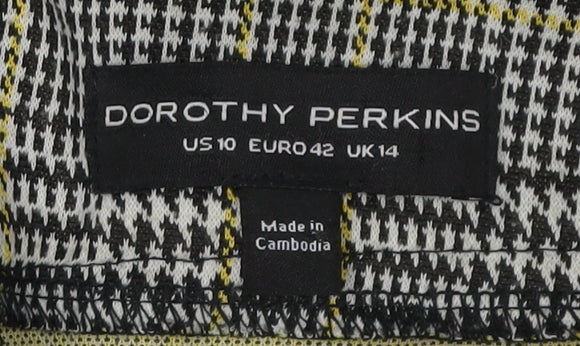 DOROTHY PERKINS
US 10 EURO 42 UK 14
Made in
Cambodia